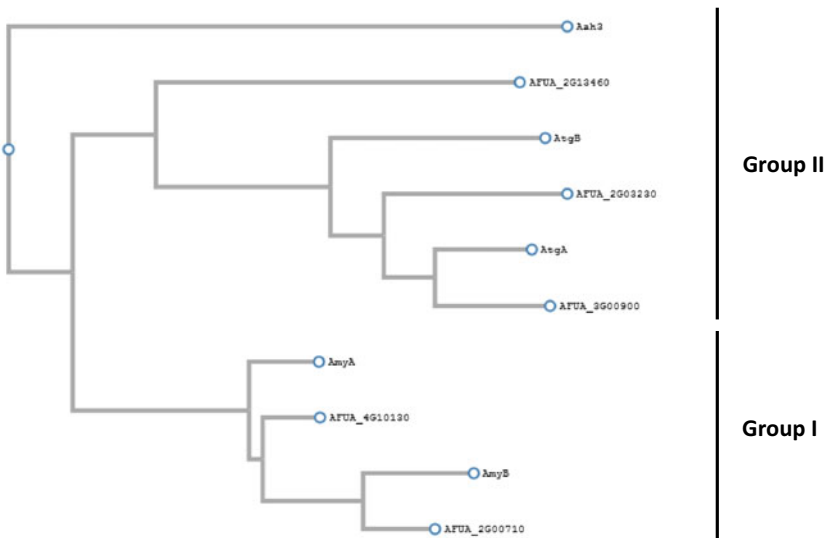 Aah3
AFUA_2G13460
AtgB
Group II
AFUA_2G03230
AtgA
AFUA_3G00900
AmyA
AFUA_4G10130
Group I
AmyB
AFUA_2G00710